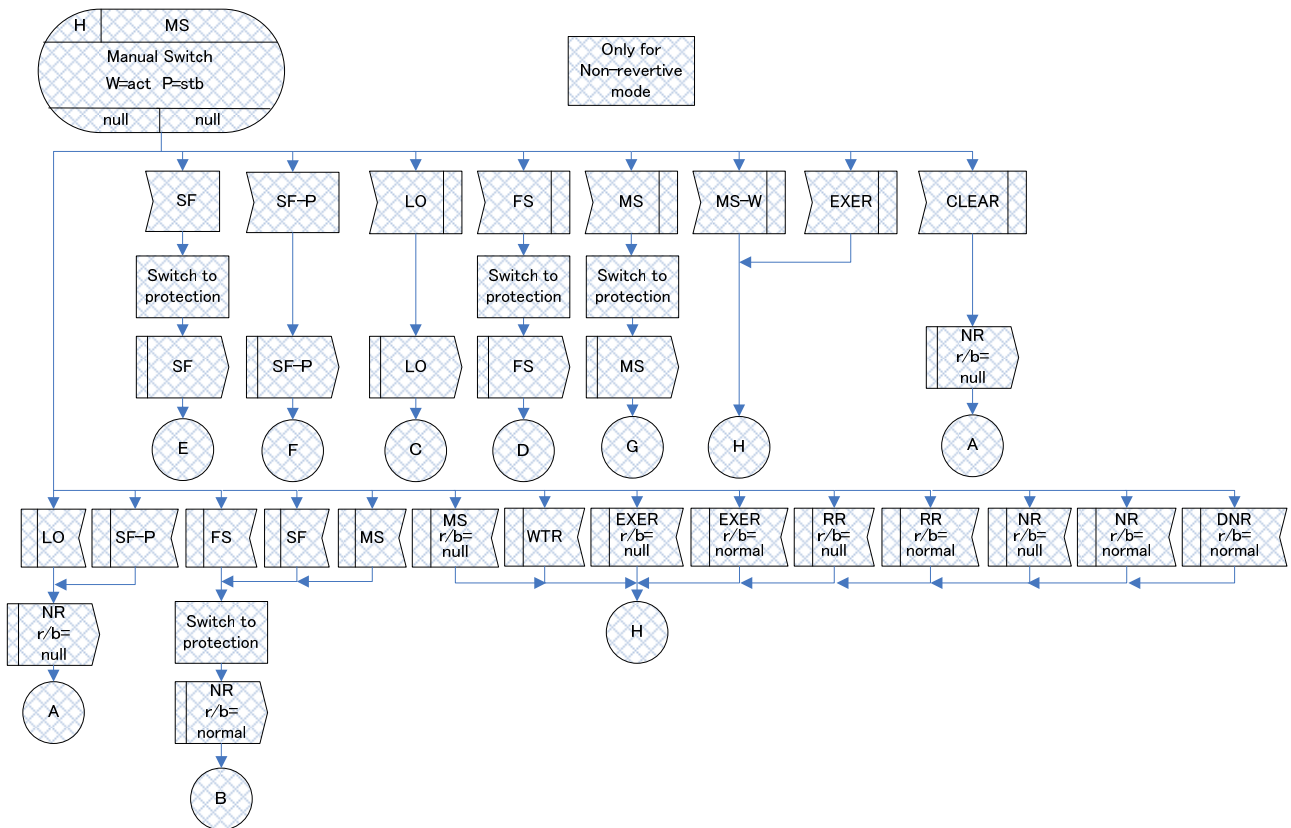 H MS
Manual Switch
W=act P=stb
null null
Only for
Non-revertive
mode
SF SF-P LO FS MS MS-W EXER CLEAR
Switch to
protection
Switch to
protection
Switch to
protection
SF SF-P LO FS MS
NR
r/b=
null
E F C D G H A
LO SF-P FS SF MS
MS
r/b=
null
WTR
EXER
r/b=
null
EXER
r/b=
normal
RR
r/b=
null
RR
r/b=
normal
NR
r/b=
null
NR
r/b=
normal
DNR
r/b=
normal
NR
r/b=
null
A
Switch to
protection
NR
r/b=
normal
B
H